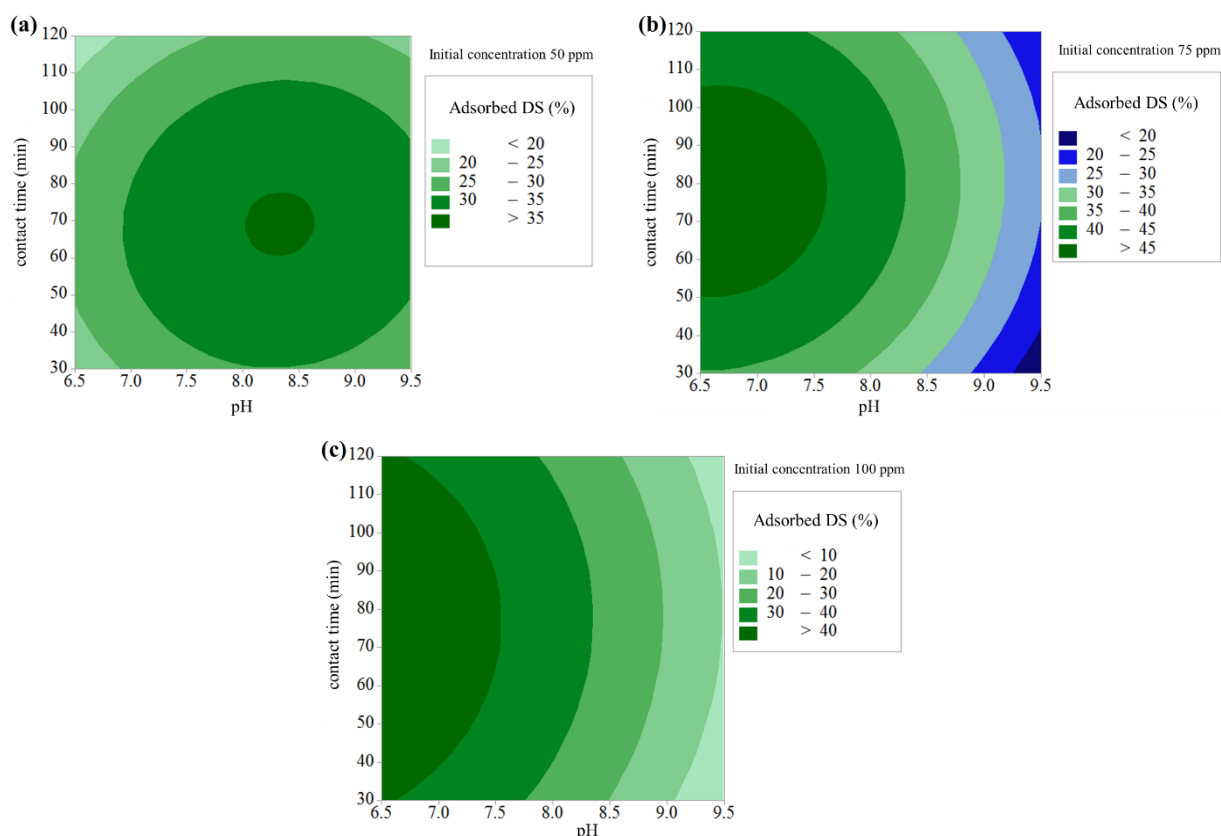 (a)
Initial concentration 50 ppm
Adsorbed DS (%)
< 20
20 – 25
25 – 30
30 – 35
> 35
contact time (min)
120
110
100
90
80
70
60
50
40
30
6.5 7.0 7.5 8.0 8.5 9.0 9.5
pH
(b)
Initial concentration 75 ppm
Adsorbed DS (%)
< 20
20 – 25
25 – 30
30 – 35
35 – 40
40 – 45
> 45
contact time (min)
120
110
100
90
80
70
60
50
40
30
6.5 7.0 7.5 8.0 8.5 9.0 9.5
pH
(c)
Initial concentration 100 ppm
Adsorbed DS (%)
< 10
10 – 20
20 – 30
30 – 40
> 40
contact time (min)
120
110
100
90
80
70
60
50
40
30
6.5 7.0 7.5 8.0 8.5 9.0 9.5
pH